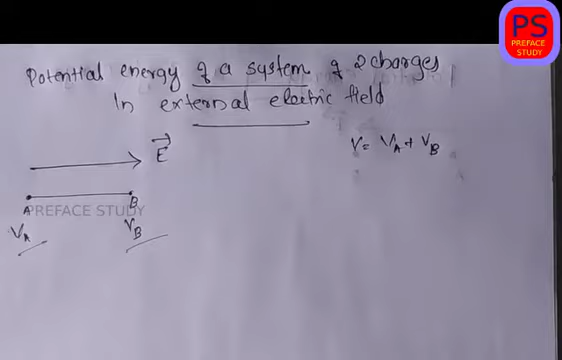 PS
PREFACE
STUDY
Potential energy of a system of 2 charges
In external electric field
E
V = VA + VB
A B
PREFACE STUDY
VA VB